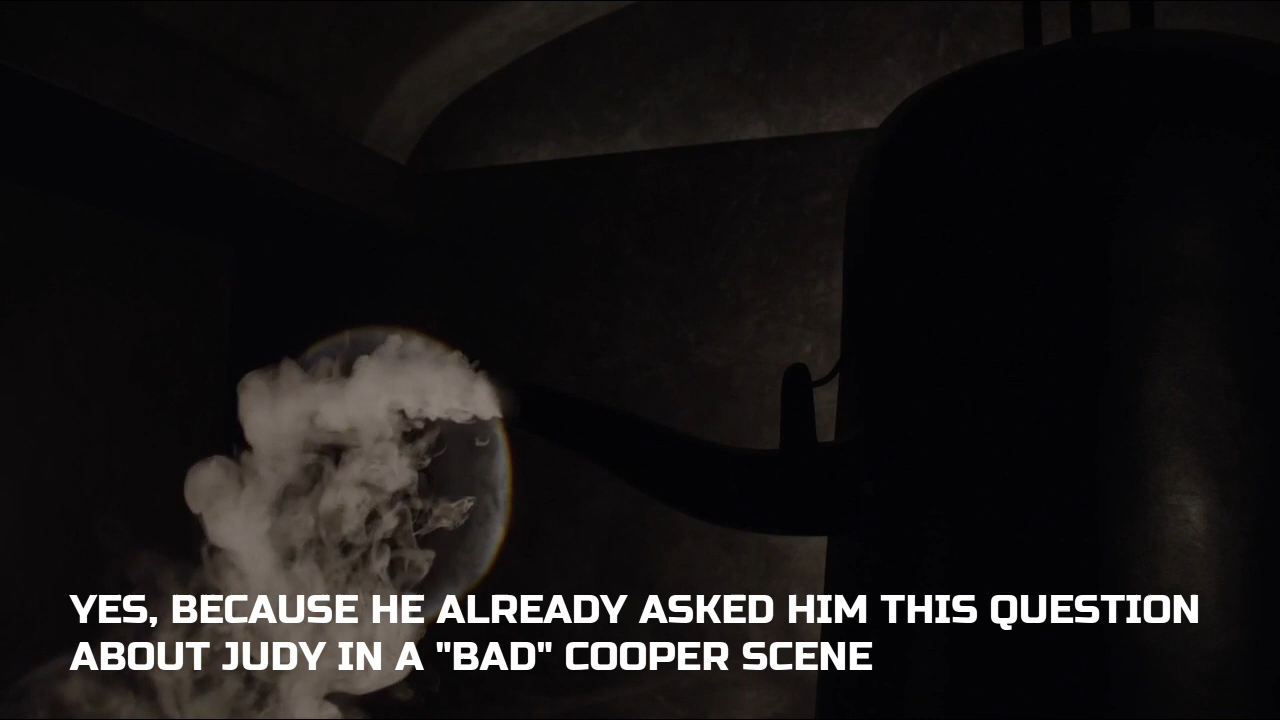 YES, BECAUSE HE ALREADY ASKED HIM THIS QUESTION
ABOUT JUDY IN A "BAD" COOPER SCENE